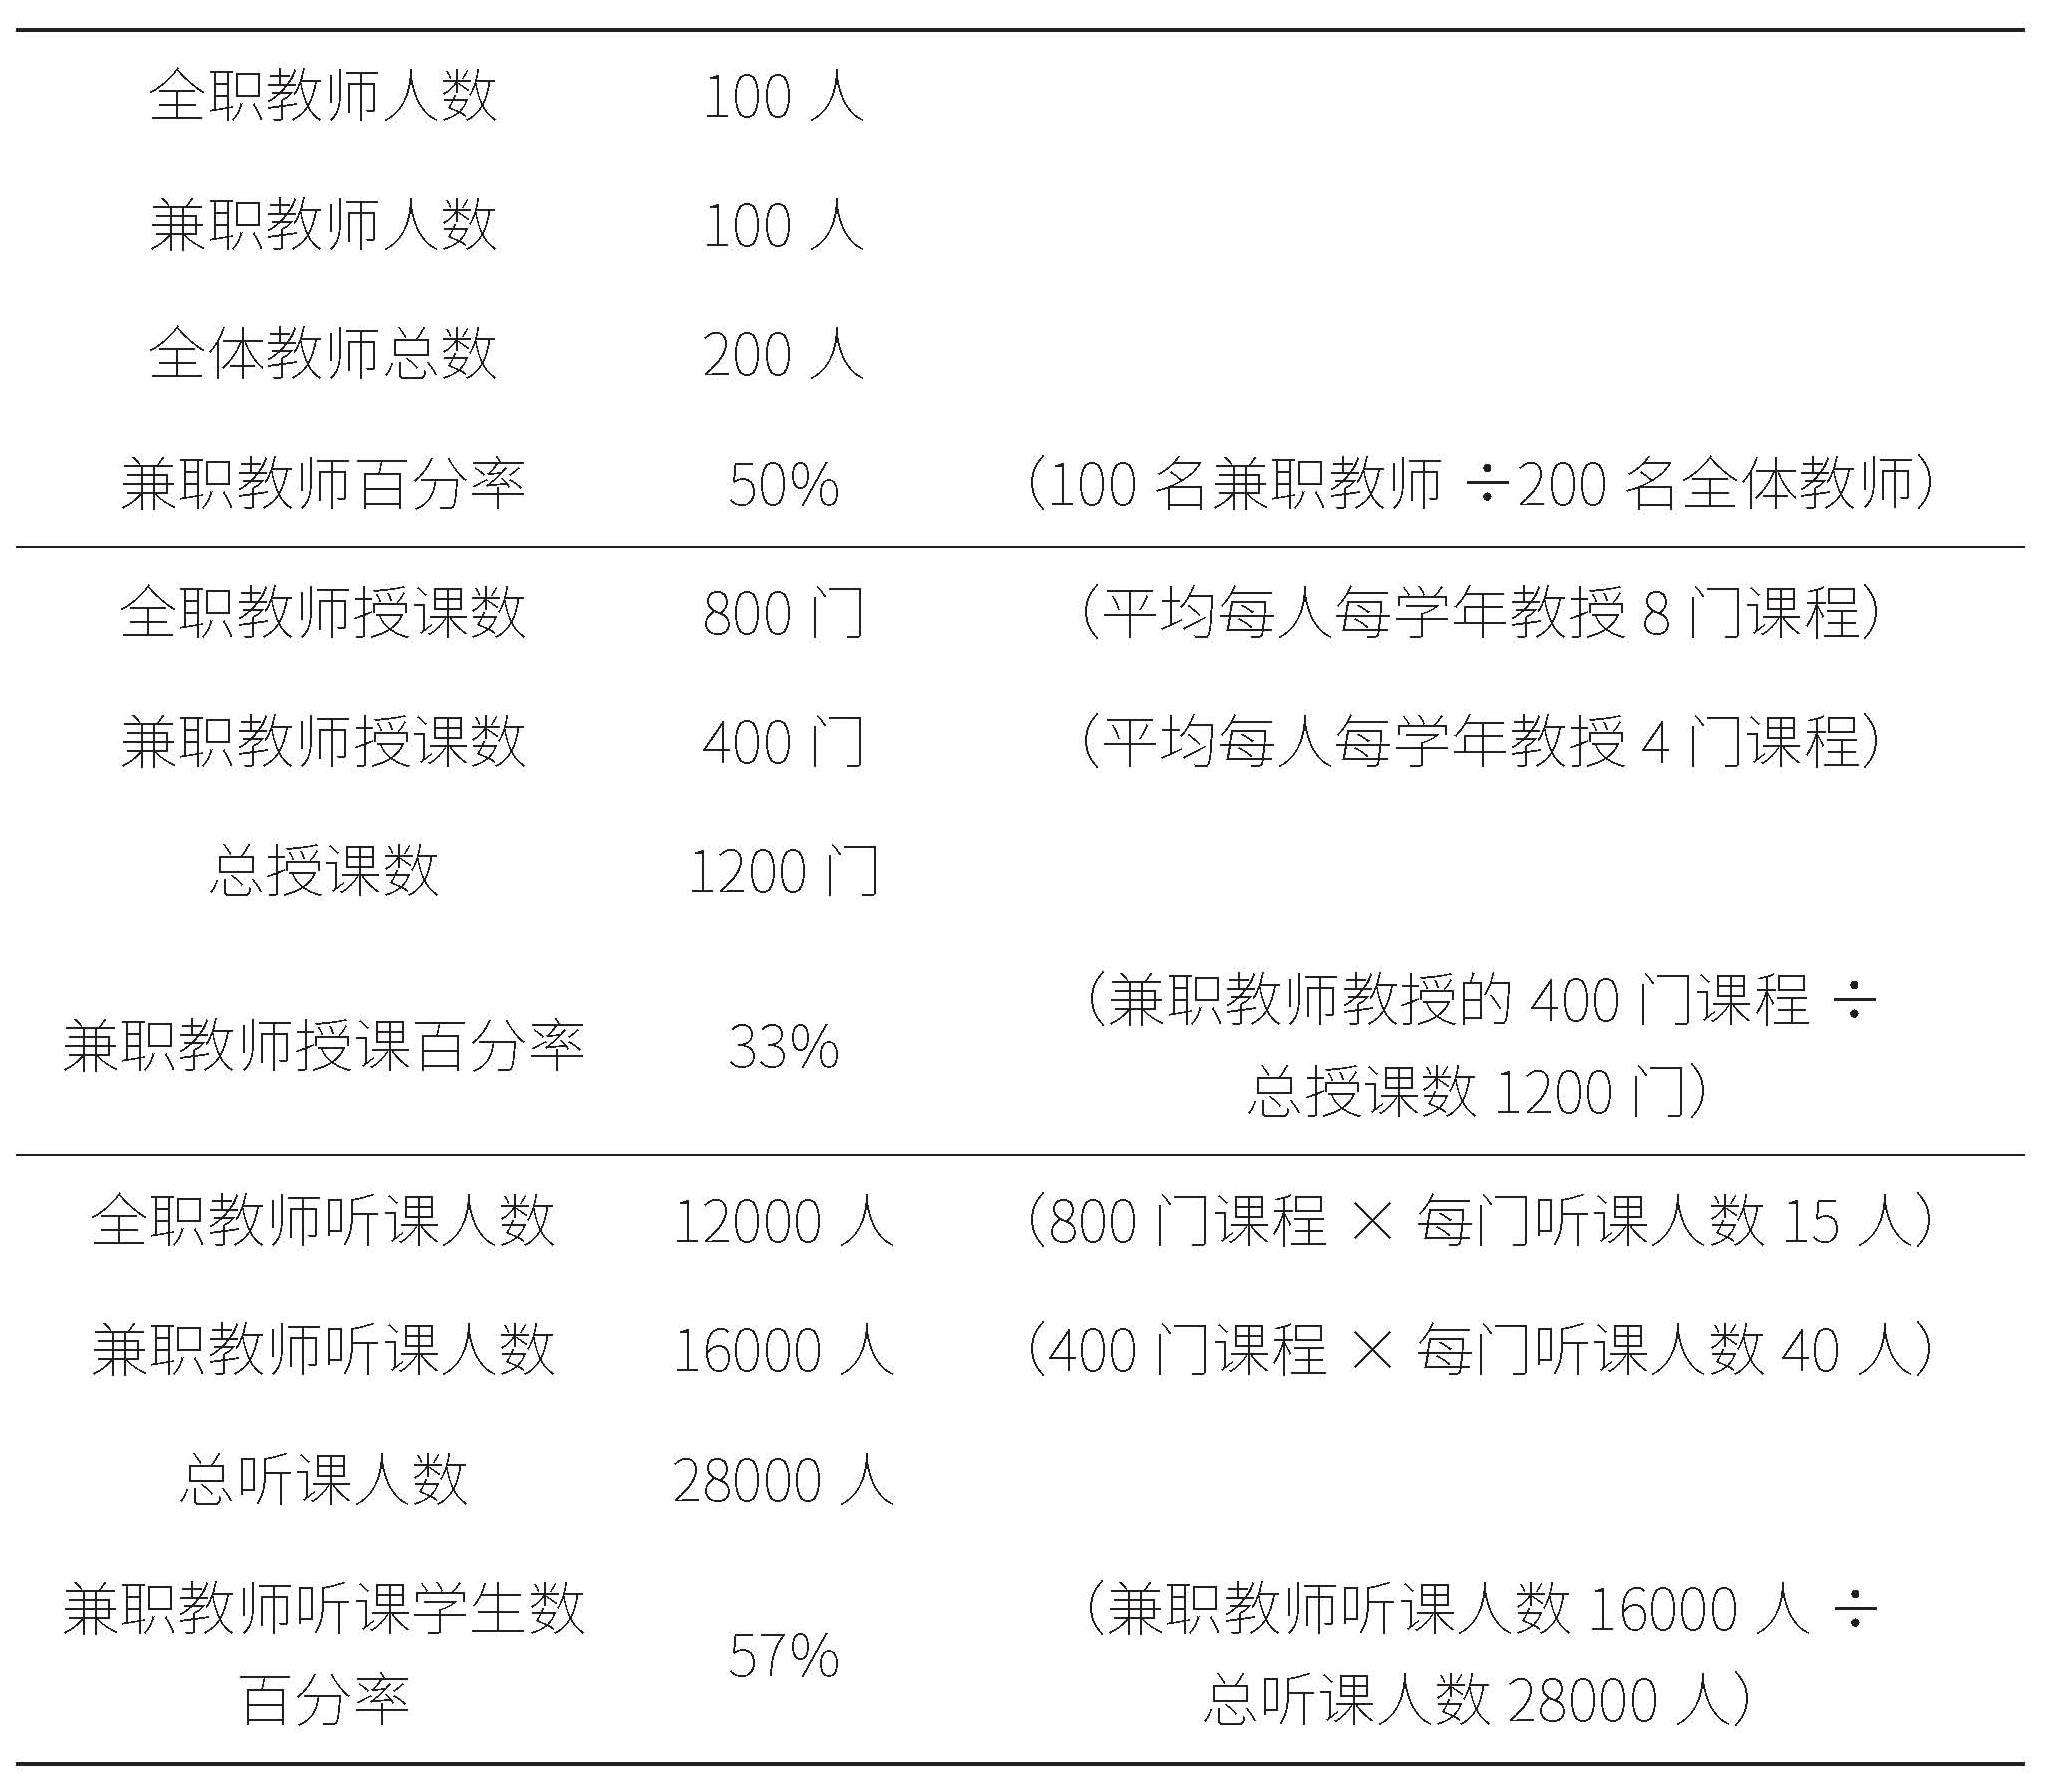 全职教师人数 100 人
兼职教师人数 100 人
全体教师总数 200 人
兼职教师百分率 50% （100 名兼职教师 ÷200 名全体教师）
全职教师授课数 800 门 （平均每人每学年教授 8 门课程）
兼职教师授课数 400 门 （平均每人每学年教授 4 门课程）
总授课数 1200 门
兼职教师授课百分率 33% （兼职教师教授的 400 门课程 ÷
总授课数 1200 门）
全职教师听课人数 12000 人 （800 门课程 × 每门听课人数 15 人）
兼职教师听课人数 16000 人 （400 门课程 × 每门听课人数 40 人）
总听课人数 28000 人
兼职教师听课学生数
百分率 57% （兼职教师听课人数 16000 人 ÷
总听课人数 28000 人）